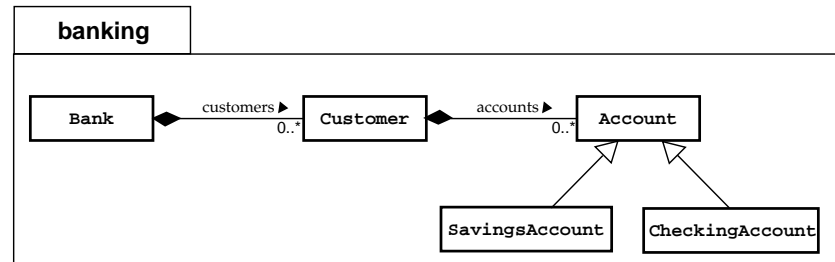 banking
customers
accounts
Bank
Customer
Account
0..*
0..*
SavingsAccount
CheckingAccount